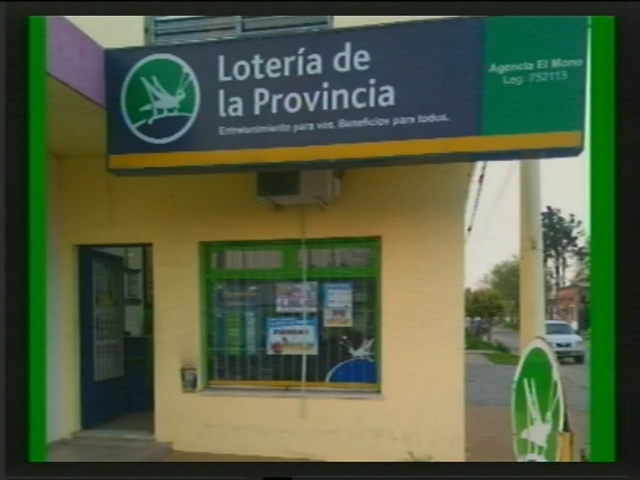 Lotería de
la Provincia
Entretenimiento para vos. Beneficios para todos.
Agencia El Mono
Leg: 752113